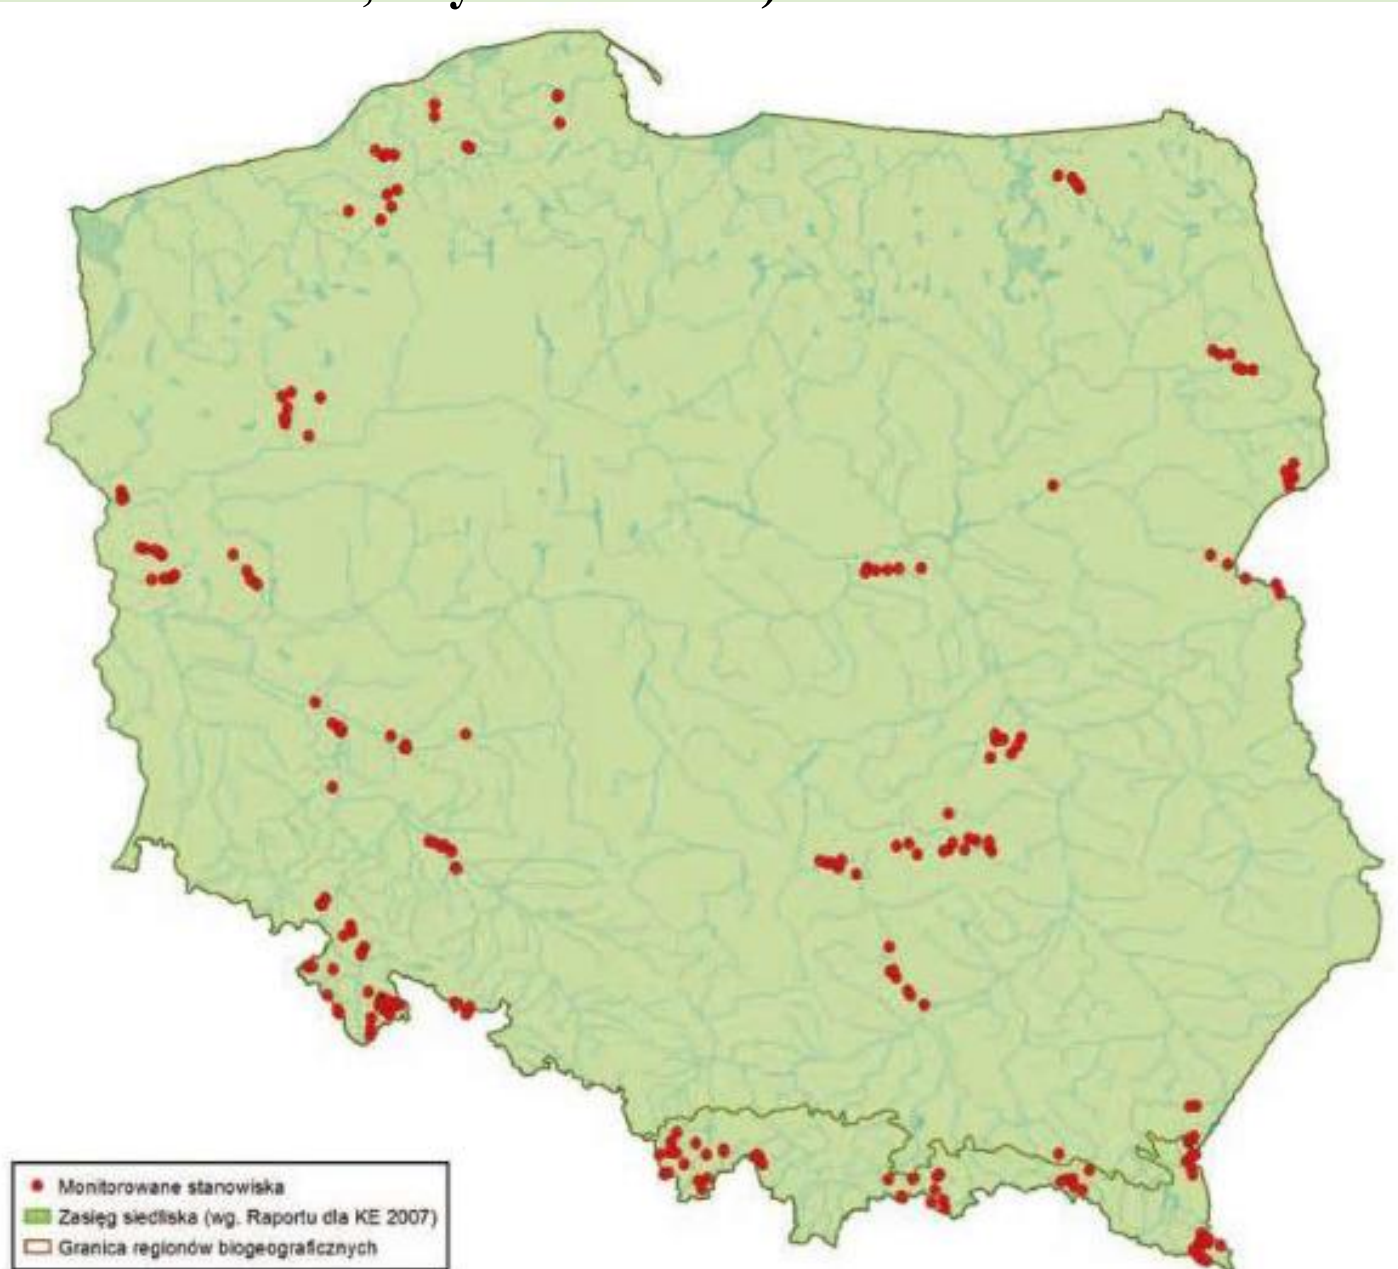 Monitorowane stanowiska
Zasięg siedliska (wg. Raportu dla KE 2007)
Granica regionów biogeograficznych